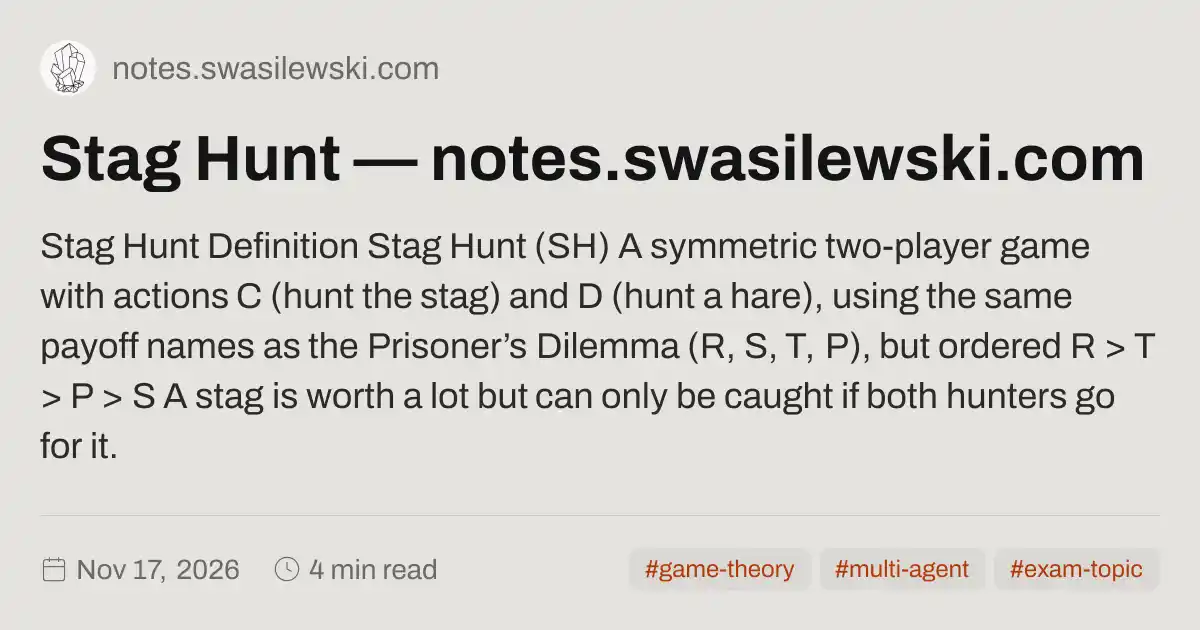 notes.swasilewski.com
Stag Hunt — notes.swasilewski.com
Stag Hunt Definition Stag Hunt (SH) A symmetric two-player game
with actions C (hunt the stag) and D (hunt a hare), using the same
payoff names as the Prisoner’s Dilemma (R, S, T, P), but ordered R > T
> P > S A stag is worth a lot but can only be caught if both hunters go
for it.
Nov 17, 2026 4 min read #game-theory #multi-agent #exam-topic